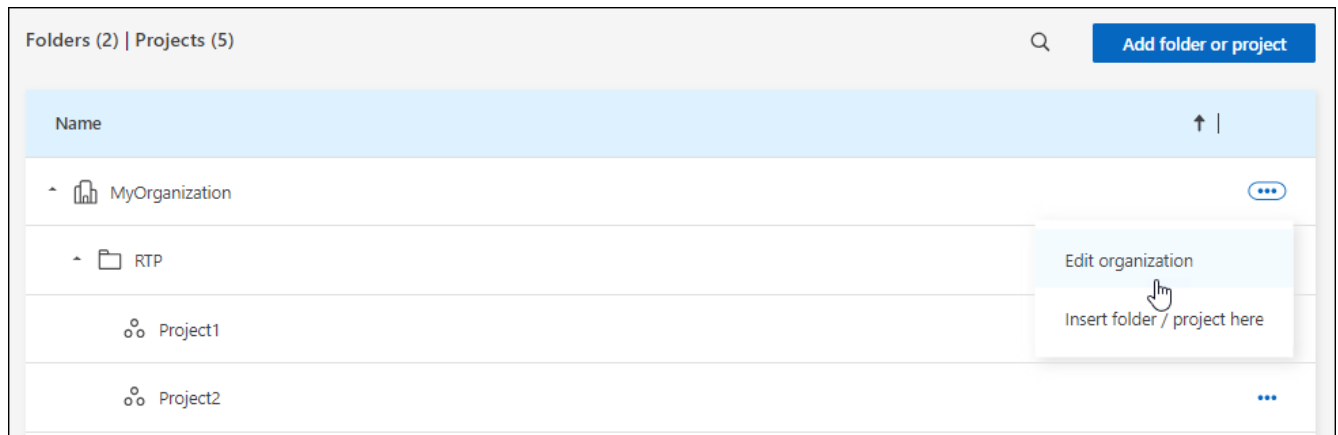 Folders (2) | Projects (5)
Add folder or project
Name
MyOrganization
RTP
Edit organization
Project1
Insert folder / project here
Project2